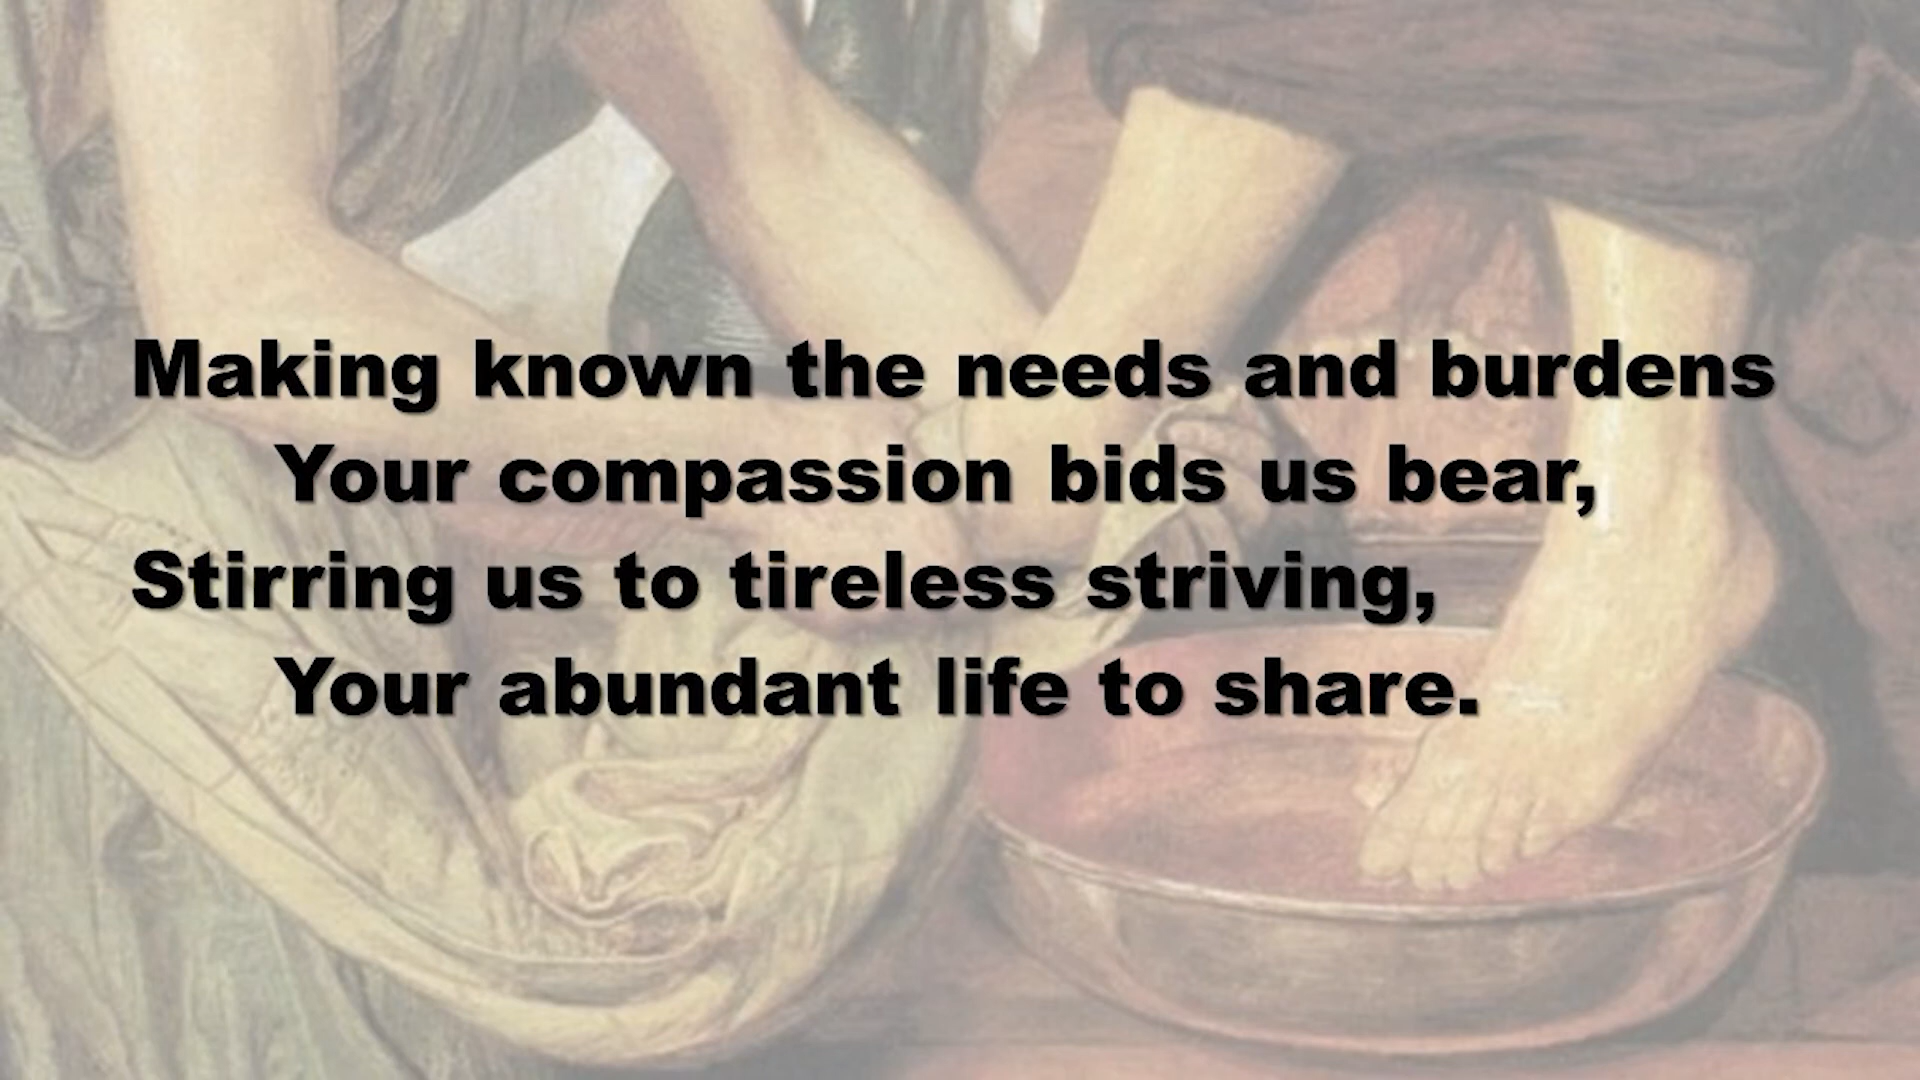 Making known the needs and burdens
Your compassion bids us bear,
Stirring us to tireless striving,
Your abundant life to share.